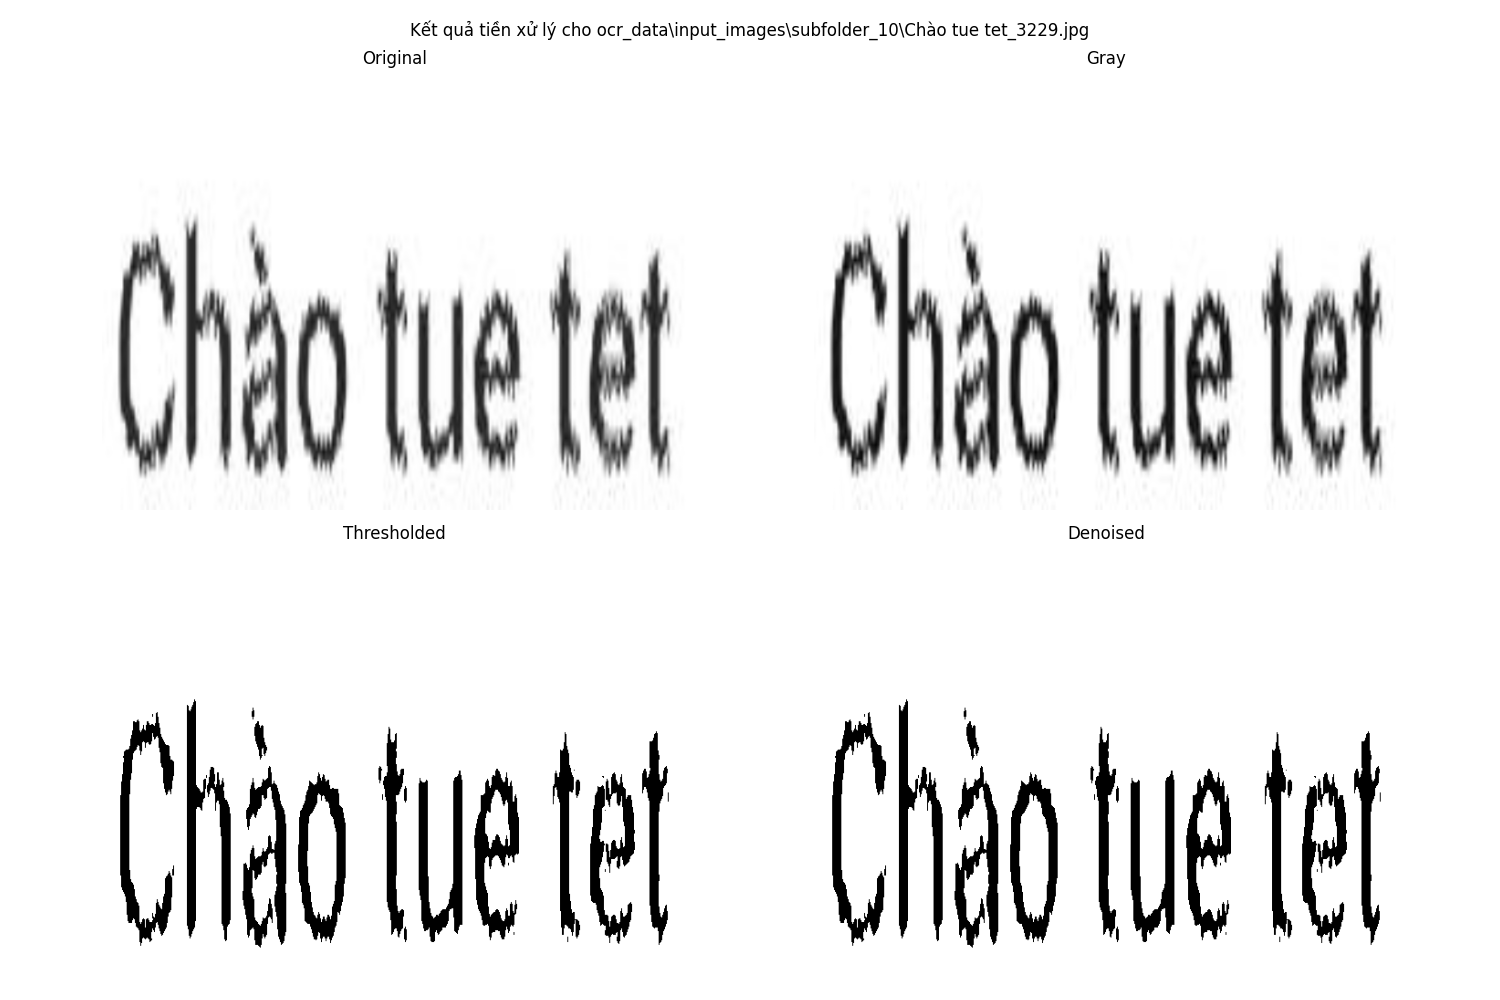 Kết quả tiền xử lý cho ocr_data\input_images\subfolder_10\Chào tue tet_3229.jpg
Original
Gray
Chào tue tet
Chào tue tet
Thresholded
Denoised
Chào tue tet
Chào tue tet